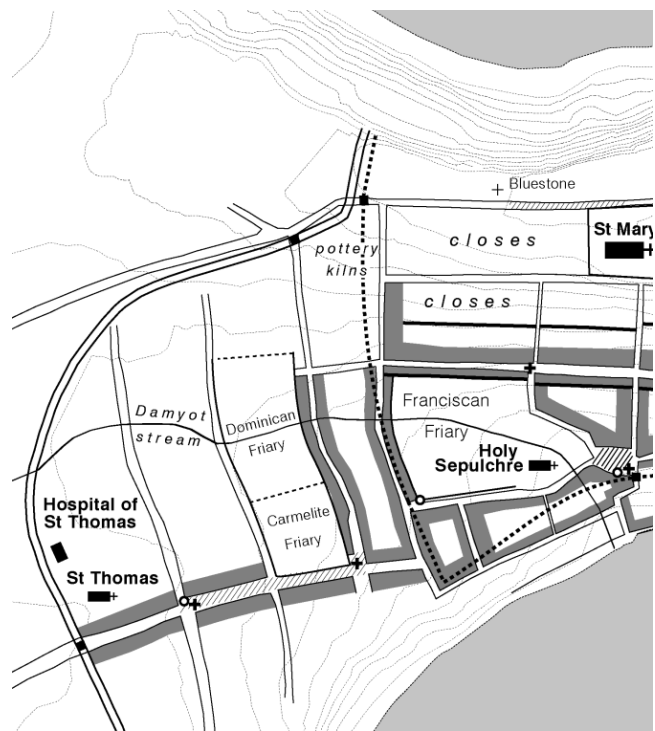 Bluestone
St Mary
closes
pottery
kilns
closes
Franciscan
Friary
Damyot
stream
Dominican
Friary
Holy
Sepulchre
Hospital of
St Thomas
Carmelite
Friary
St Thomas